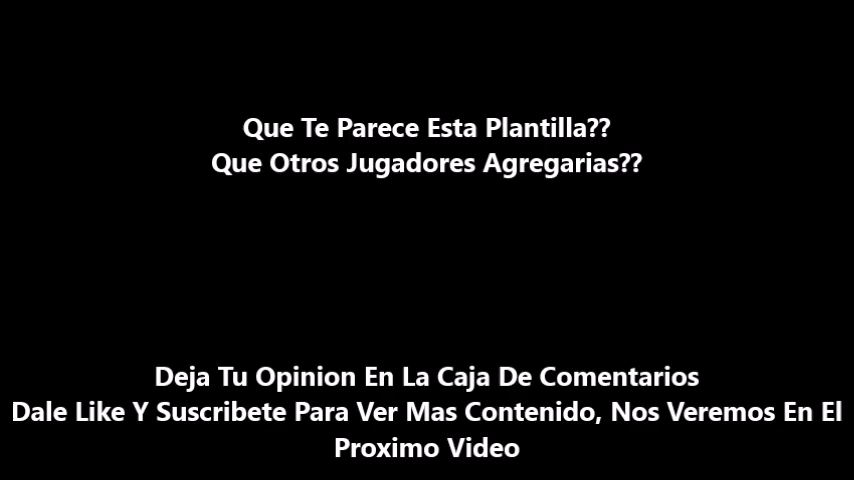 Que Te Parece Esta Plantilla??
Que Otros Jugadores Agregarias??
Deja Tu Opinion En La Caja De Comentarios
Dale Like Y Suscribete Para Ver Mas Contenido, Nos Veremos En El
Proximo Video